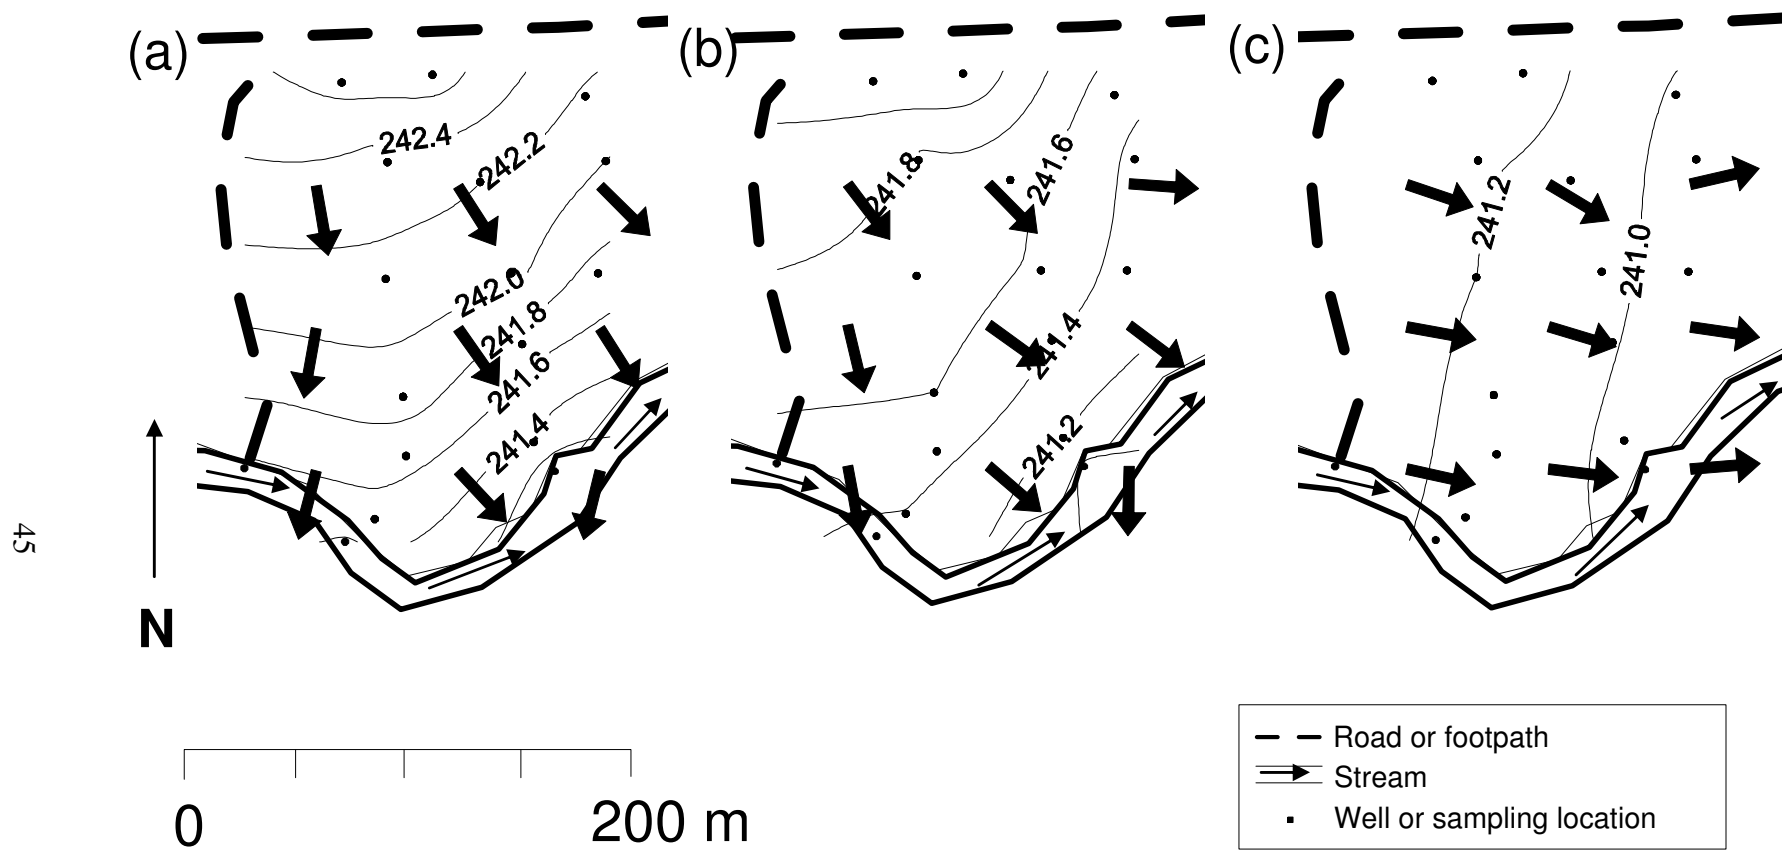 (a)
(b)
(c)
242.4
242.2
242.0
241.8
241.6
241.4
241.8
241.6
241.4
241.2
241.2
241.0
N
45
0
200 m
Road or footpath
Stream
Well or sampling location